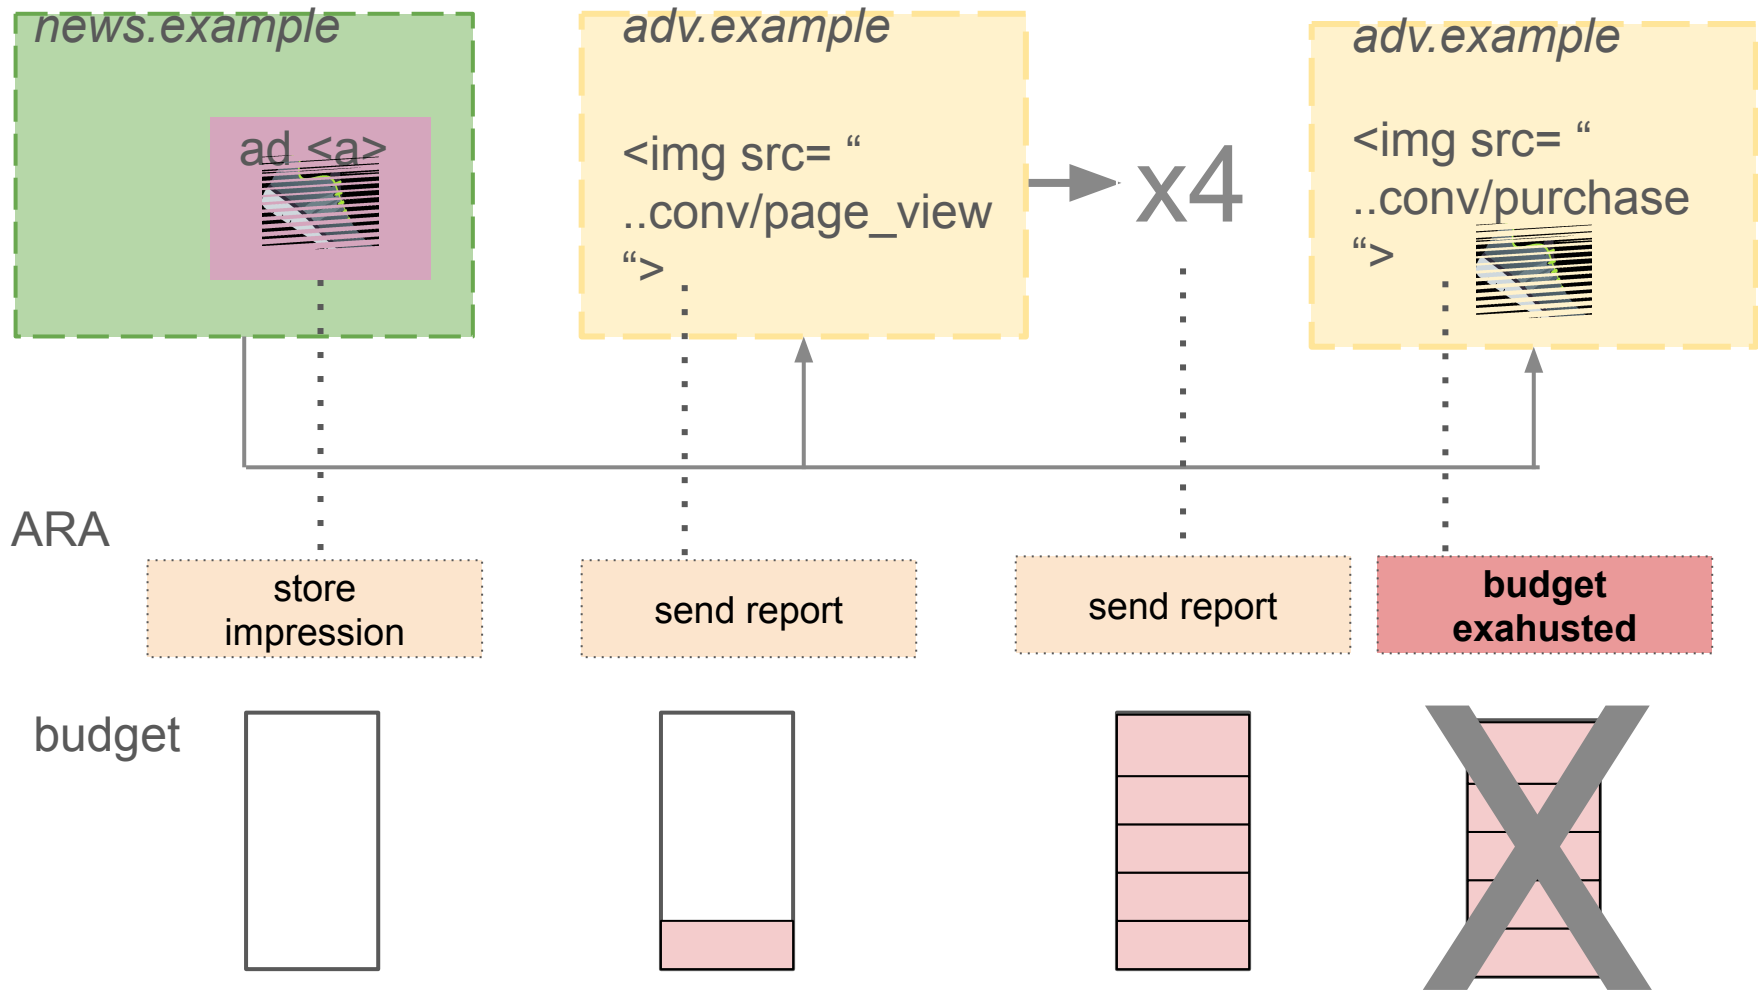 news.example
ad <a>
adv.example
<img src= “
..conv/page_view
“>
x4
adv.example
<img src= “
..conv/purchase
“>
ARA
store
impression
send report
send report
budget
exahusted
budget